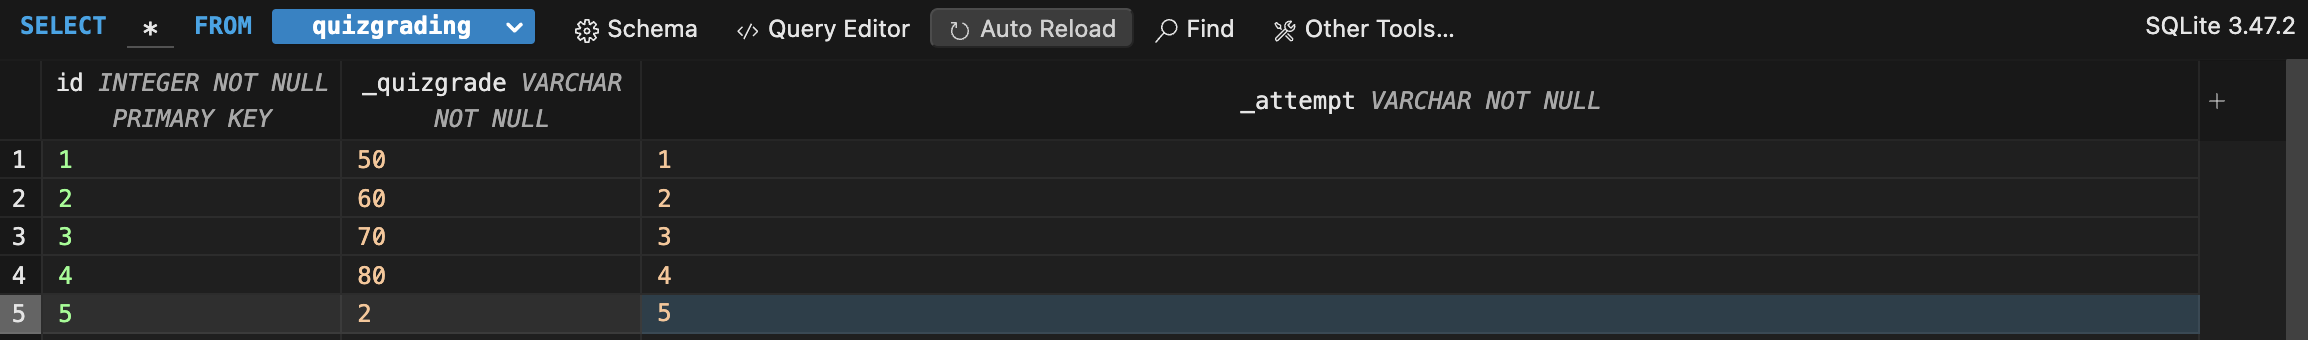 SELECT * FROM quizgrading Schema </> Query Editor Auto Reload Find Other Tools... SQLite 3.47.2
id INTEGER NOT NULL PRIMARY KEY
_quizgrade VARCHAR NOT NULL
_attempt VARCHAR NOT NULL +
1 1 50 1
2 2 60 2
3 3 70 3
4 4 80 4
5 5 2 5